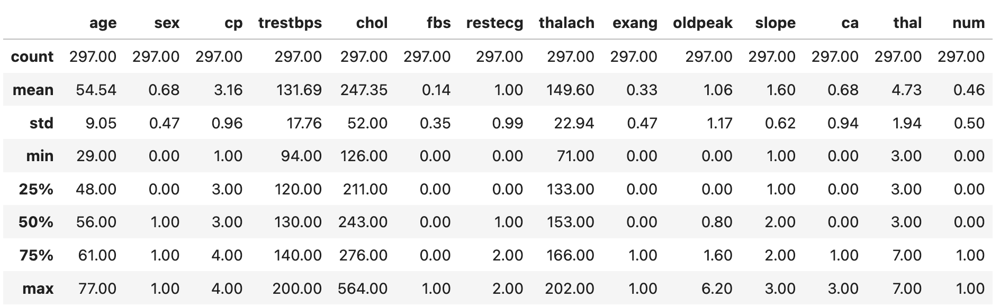 age sex cp trestbps chol fbs restecg thalach exang oldpeak slope ca thal num
count 297.00 297.00 297.00 297.00 297.00 297.00 297.00 297.00 297.00 297.00 297.00 297.00 297.00 297.00
mean 54.54 0.68 3.16 131.69 247.35 0.14 1.00 149.60 0.33 1.06 1.60 0.68 4.73 0.46
std 9.05 0.47 0.96 17.76 52.00 0.35 0.99 22.94 0.47 1.17 0.62 0.94 1.94 0.50
min 29.00 0.00 1.00 94.00 126.00 0.00 0.00 71.00 0.00 0.00 1.00 0.00 3.00 0.00
25% 48.00 0.00 3.00 120.00 211.00 0.00 0.00 133.00 0.00 0.00 1.00 0.00 3.00 0.00
50% 56.00 1.00 3.00 130.00 243.00 0.00 1.00 153.00 0.00 0.80 2.00 0.00 3.00 0.00
75% 61.00 1.00 4.00 140.00 276.00 0.00 2.00 166.00 1.00 1.60 2.00 1.00 7.00 1.00
max 77.00 1.00 4.00 200.00 564.00 1.00 2.00 202.00 1.00 6.20 3.00 3.00 7.00 1.00